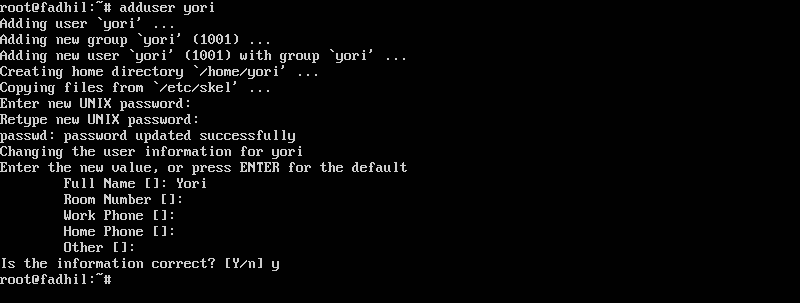 root@fadhil:~# adduser yori
Adding user `yori' ...
Adding new group `yori' (1001) ...
Adding new user `yori' (1001) with group `yori' ...
Creating home directory `/home/yori' ...
Copying files from `/etc/skel' ...
Enter new UNIX password:
Retype new UNIX password:
passwd: password updated successfully
Changing the user information for yori
Enter the new value, or press ENTER for the default
        Full Name []: Yori
        Room Number []:
        Work Phone []:
        Home Phone []:
        Other []:
Is the information correct? [Y/n] y
root@fadhil:~#